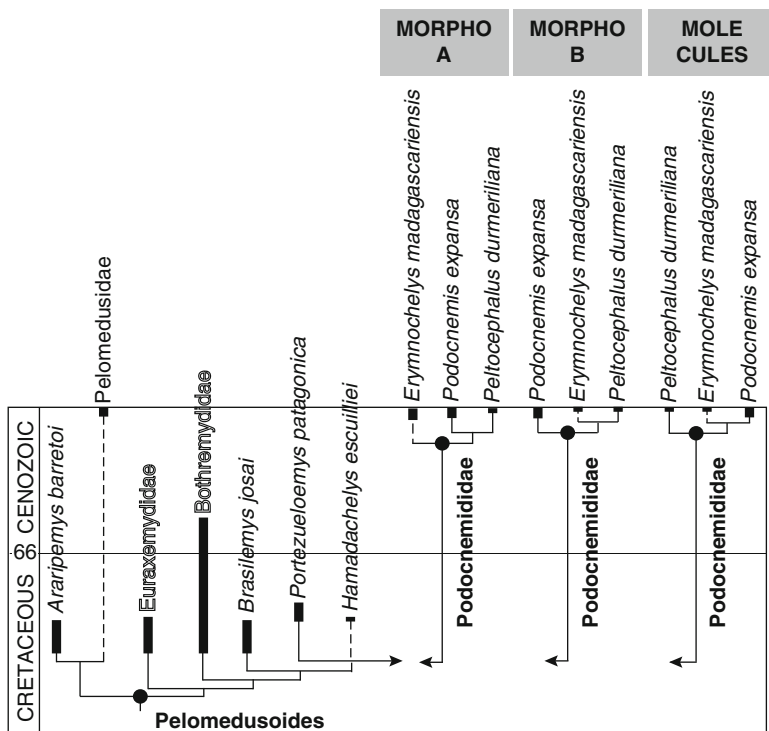 MORPHO
A
MORPHO
B
MOLE
CULES
Erymnochelys madagascariensis
Podocnemis expansa
Peltocephalus durmeriliana
Podocnemis expansa
Erymnochelys madagascariensis
Peltocephalus durmeriliana
Peltocephalus durmeriliana
Erymnochelys madagascariensis
Podocnemis expansa
Araripemys barretoi
Pelomedusidae
Euraxemydidae
Bothremydidae
Brasilemys josai
Portezueloemys patagonica
Hamadachelys escuilliei
Podocnemididae
Podocnemididae
Podocnemididae
CENOZOIC
66
CRETACEOUS
Pelomedusoides